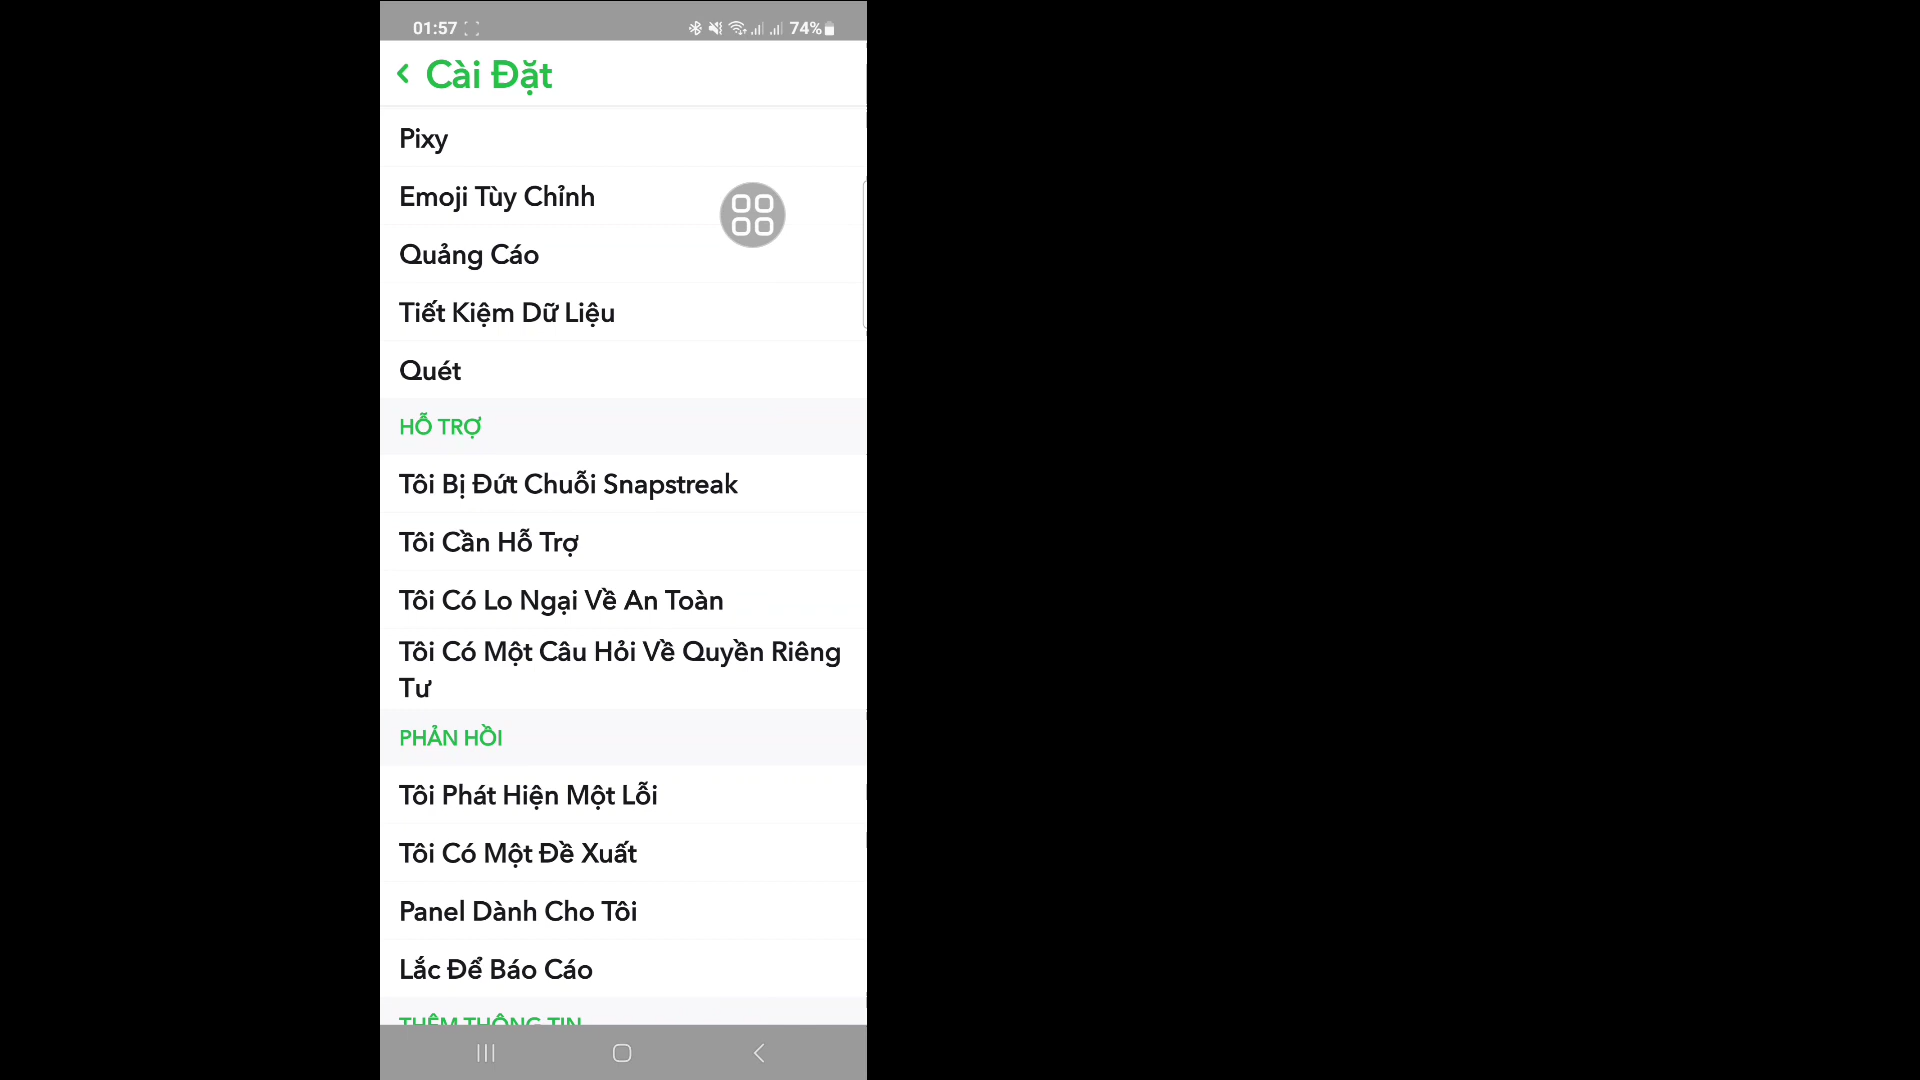 01:57
74%
Cài Đặt
Pixy
Emoji Tùy Chỉnh
Quảng Cáo
Tiết Kiệm Dữ Liệu
Quét
HỖ TRỢ
Tôi Bị Đứt Chuỗi Snapstreak
Tôi Cần Hỗ Trợ
Tôi Có Lo Ngại Về An Toàn
Tôi Có Một Câu Hỏi Về Quyền Riêng
Tư
PHẢN HỒI
Tôi Phát Hiện Một Lỗi
Tôi Có Một Đề Xuất
Panel Dành Cho Tôi
Lắc Để Báo Cáo
THÊM THÔNG TIN